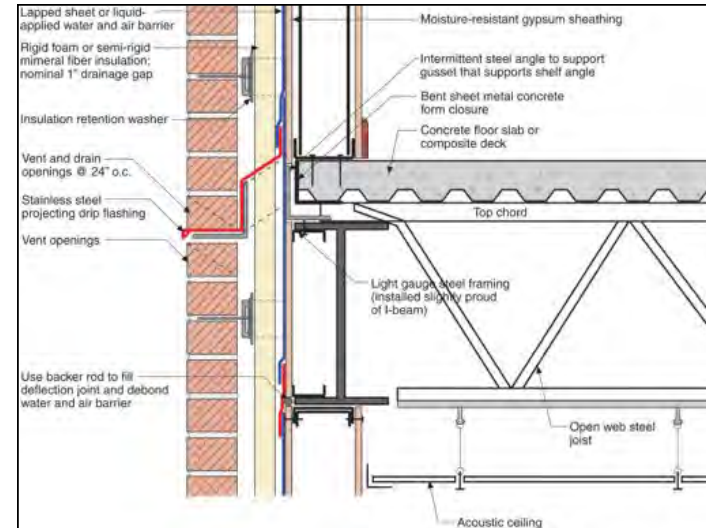 Lapped sheet or liquid-
applied water and air barrier
Rigid foam or semi-rigid
mimeral fiber insulation;
nominal 1" drainage gap
Insulation retention washer
Vent and drain
openings @ 24" o.c.
Stainless steel
projecting drip flashing
Vent openings
Use backer rod to fill
deflection joint and debond
water and air barrier
Moisture-resistant gypsum sheathing
Intermittent steel angle to support
gusset that supports shelf angle
Bent sheet metal concrete
form closure
Concrete floor slab or
composite deck
Top chord
Light gauge steel framing
(installed slightly proud
of I-beam)
Open web steel
joist
Acoustic ceiling